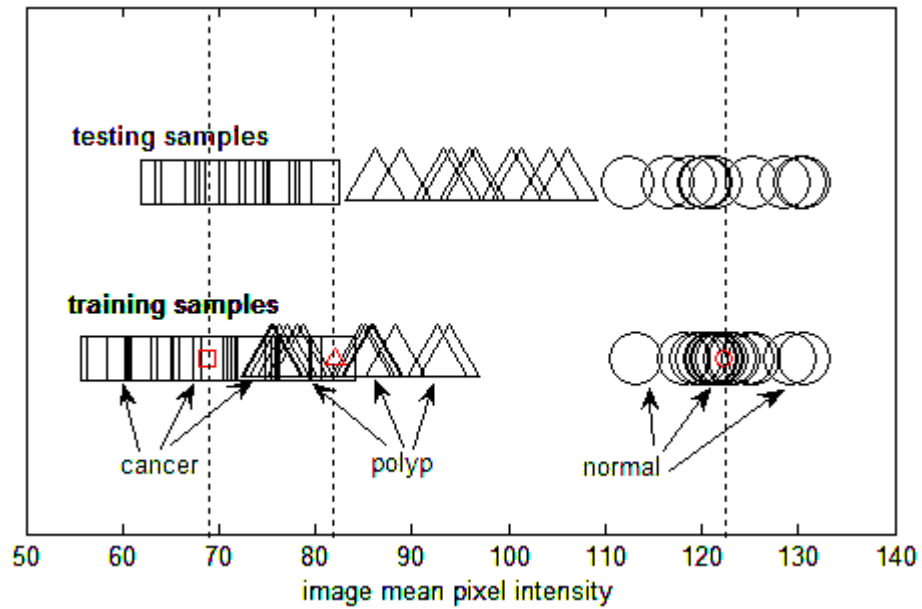 testing samples
training samples
cancer
polyp
normal
50 60 70 80 90 100 110 120 130 140
image mean pixel intensity